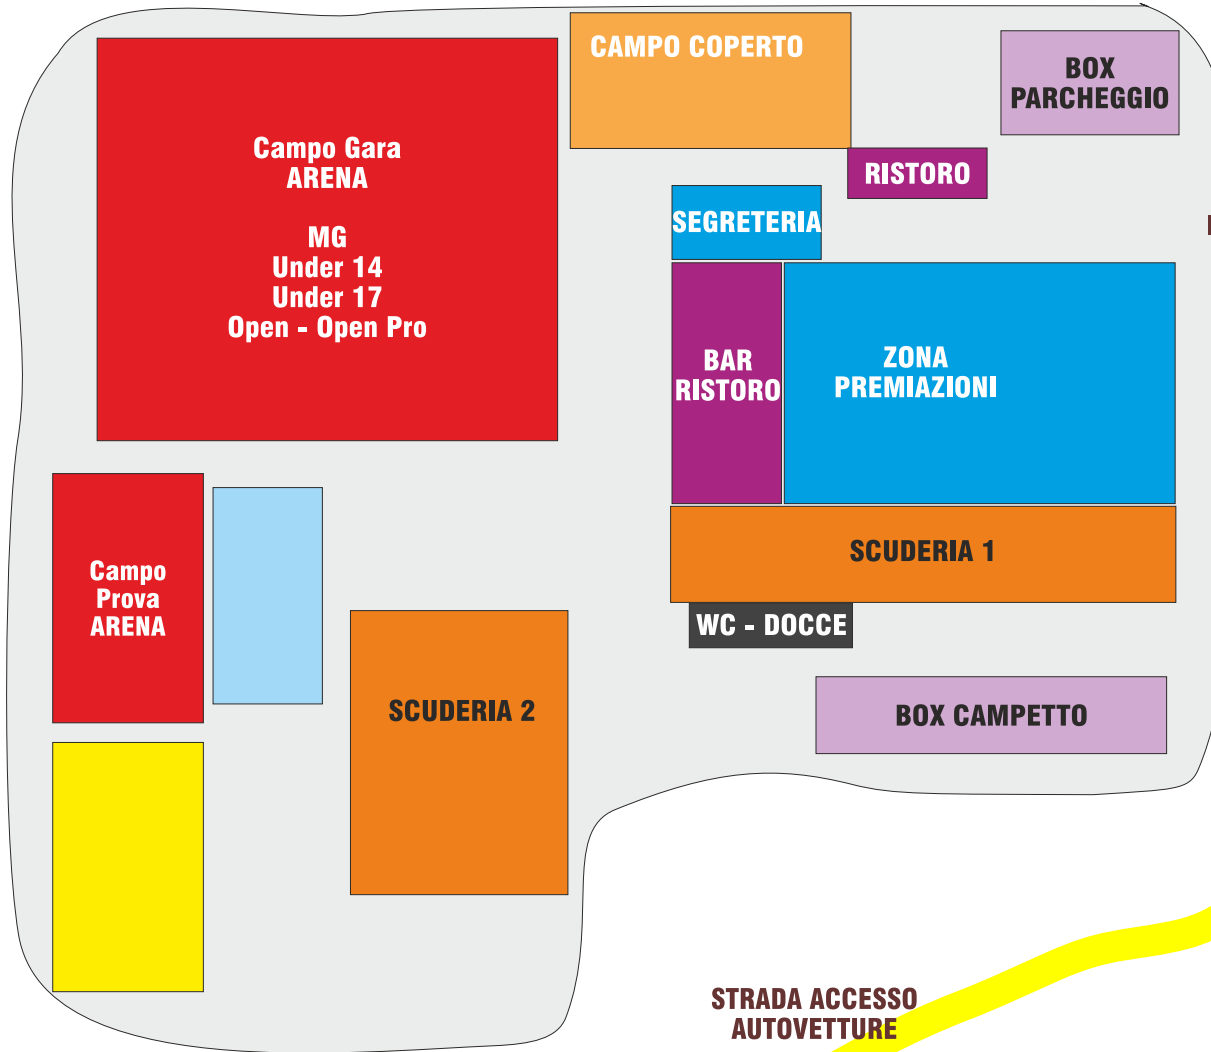 CAMPO COPERTO
BOX
PARCHEGGIO
Campo Gara
ARENA
MG
Under 14
Under 17
Open - Open Pro
RISTORO
SEGRETERIA
BAR
RISTORO
ZONA
PREMIAZIONI
SCUDERIA 1
Campo
Prova
ARENA
WC - DOCCE
SCUDERIA 2
BOX CAMPETTO
STRADA ACCESSO
AUTOVETTURE